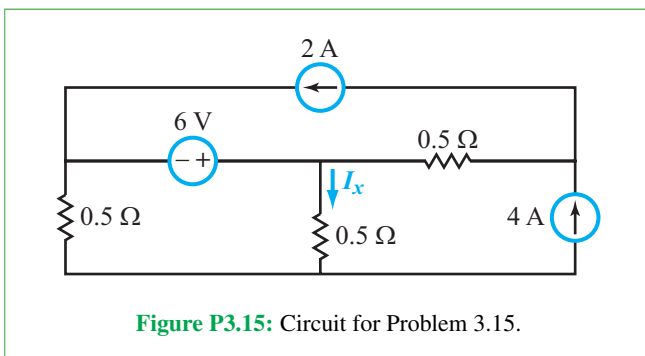 2 A
6 V
− +
0.5 Ω
I_x
0.5 Ω
0.5 Ω
4 A
Figure P3.15: Circuit for Problem 3.15.